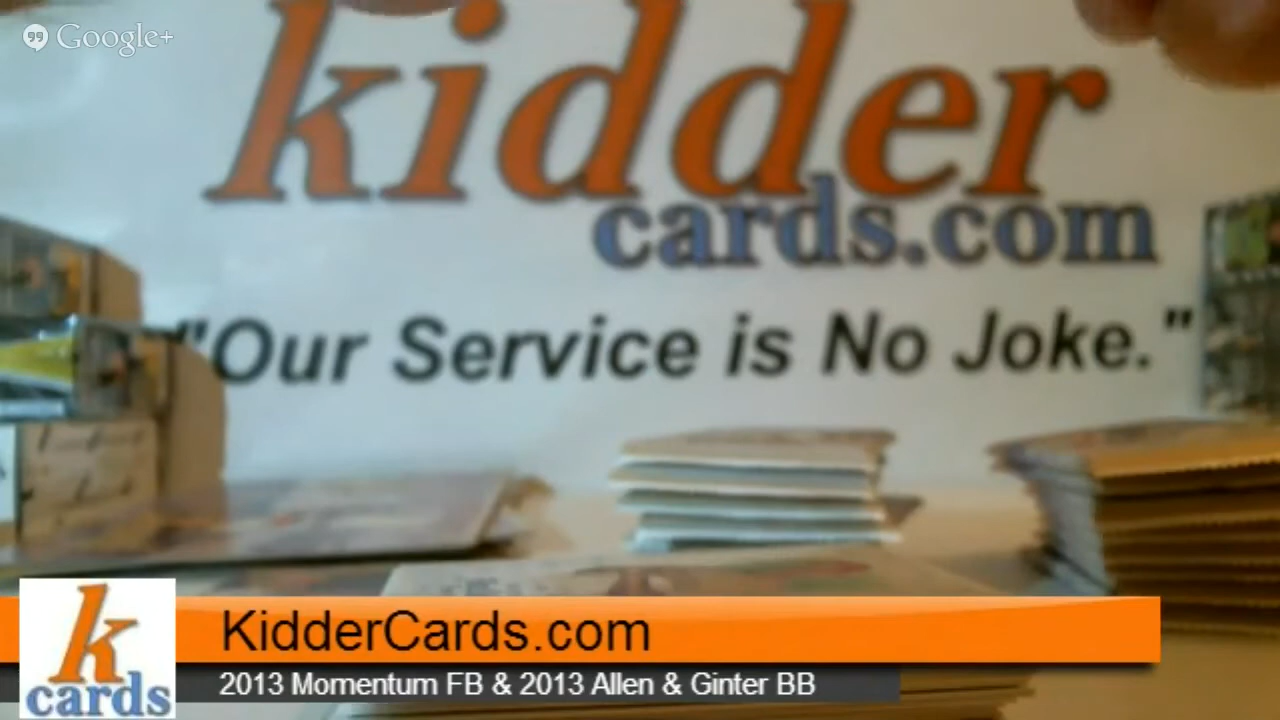 Google+
kidder
cards.com
"Our Service is No Joke."
KidderCards.com
2013 Momentum FB & 2013 Allen & Ginter BB
k
cards